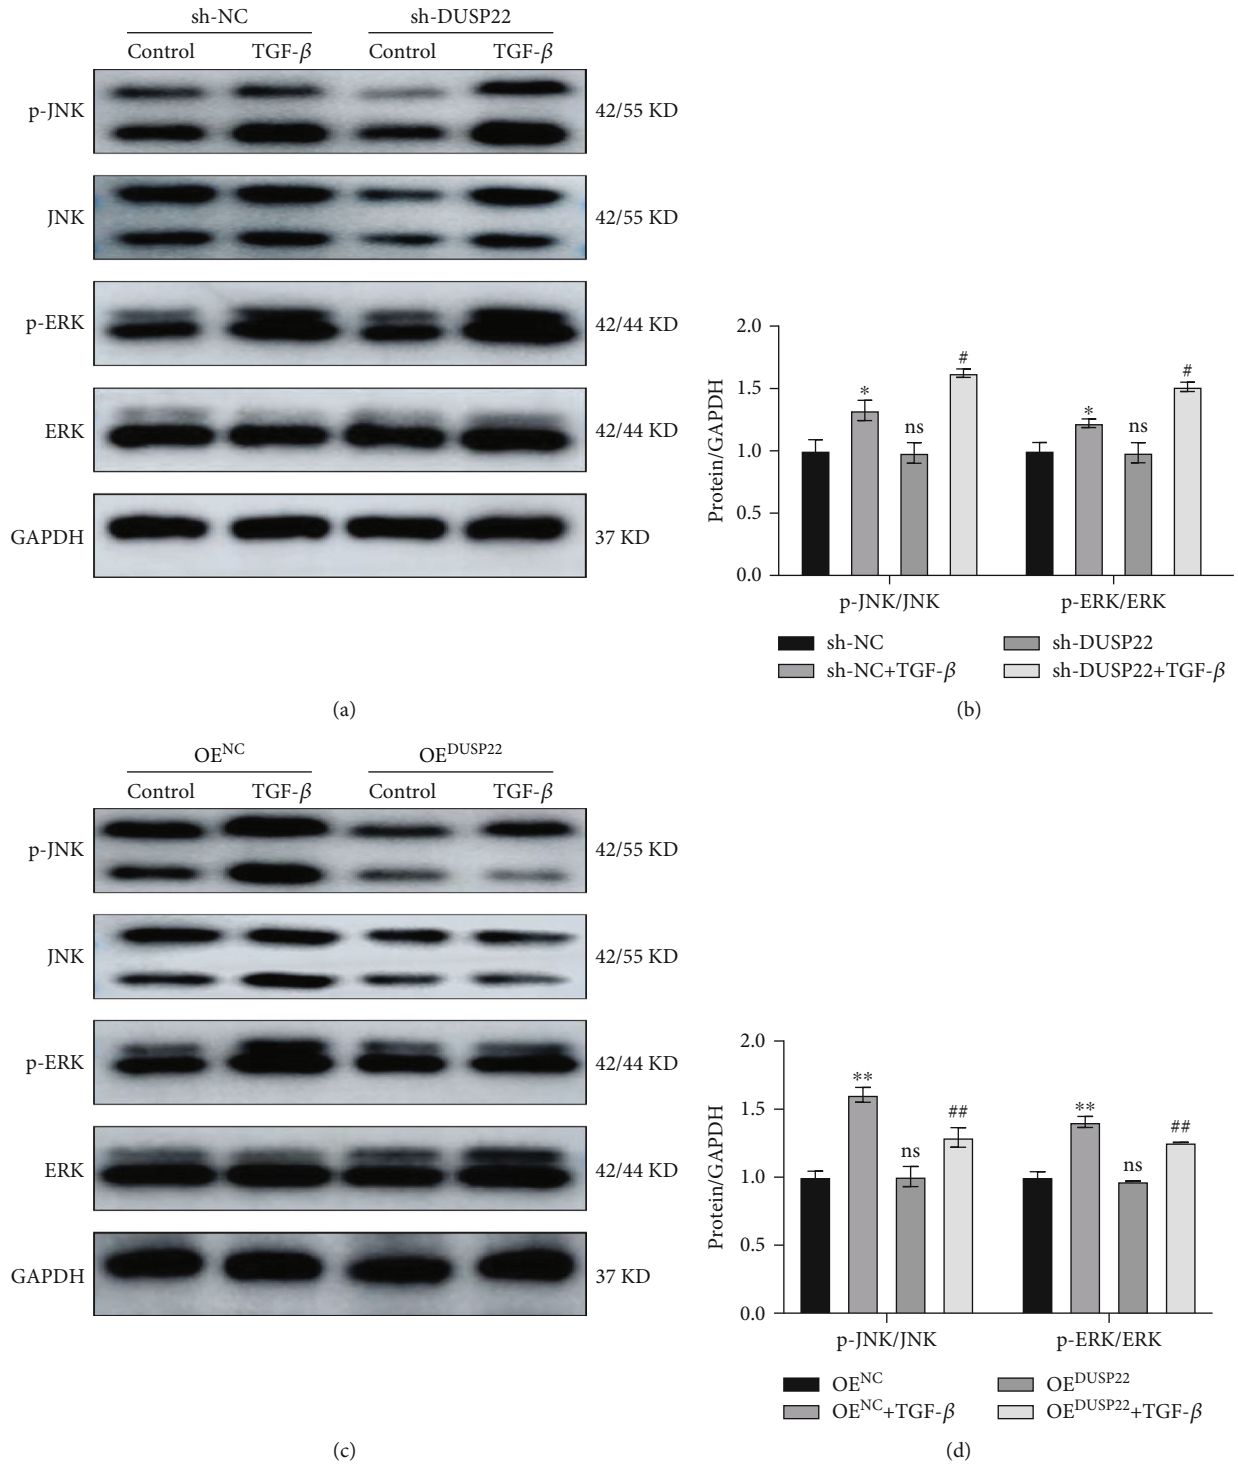 sh-NC sh-DUSP22
Control TGF-β Control TGF-β
p-JNK 42/55 KD
JNK 42/55 KD
p-ERK 42/44 KD
ERK 42/44 KD
GAPDH 37 KD
(a)
Protein/GAPDH
2.0
1.5
1.0
0.5
0.0
* ns # * ns #
p-JNK/JNK p-ERK/ERK
sh-NC sh-DUSP22
sh-NC+TGF-β sh-DUSP22+TGF-β
(b)
OE^NC OE^DUSP22
Control TGF-β Control TGF-β
p-JNK 42/55 KD
JNK 42/55 KD
p-ERK 42/44 KD
ERK 42/44 KD
GAPDH 37 KD
(c)
Protein/GAPDH
2.0
1.5
1.0
0.5
0.0
** ns ## ** ns ##
p-JNK/JNK p-ERK/ERK
OE^NC OE^DUSP22
OE^NC+TGF-β OE^DUSP22+TGF-β
(d)